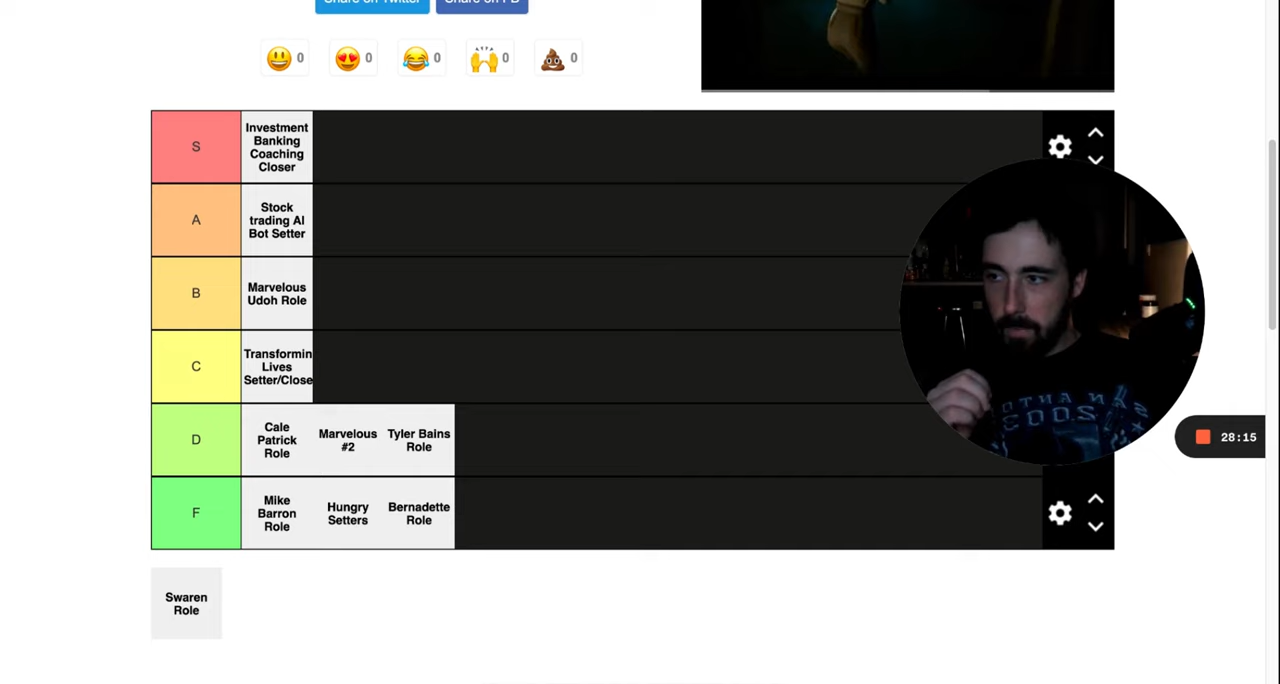 Share on Twitter
Share on FB
0
0
0
0
0
S
Investment
Banking
Coaching
Closer
A
Stock
trading AI
Bot Setter
B
Marvelous
Udoh Role
C
Transformin
Lives
Setter/Close
D
Cale
Patrick
Role
Marvelous
#2
Tyler Bains
Role
F
Mike
Barron
Role
Hungry
Setters
Bernadette
Role
28:15
Swaren
Role